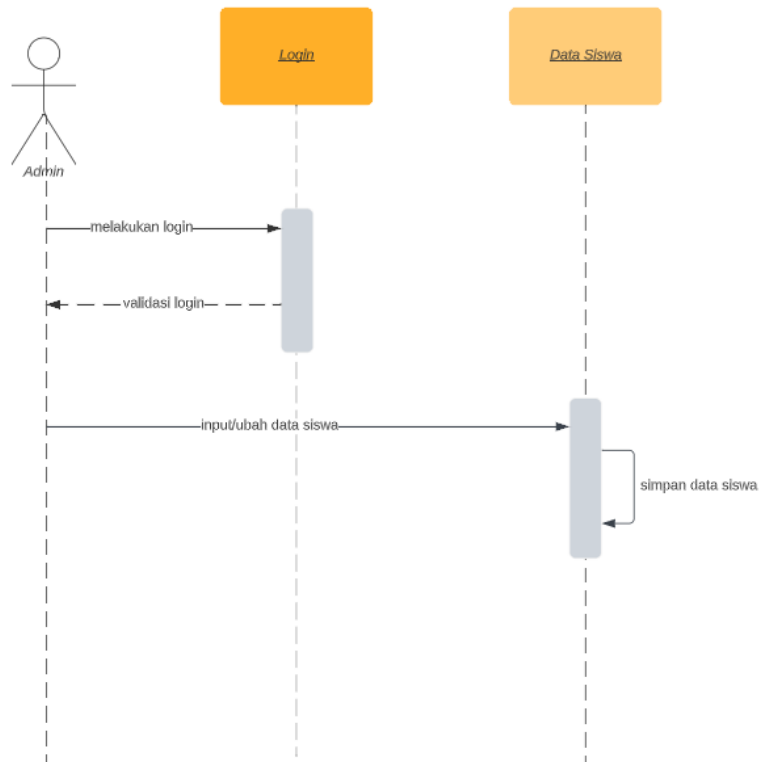 Login
Data Siswa
Admin
melakukan login
validasi login
input/ubah data siswa
simpan data siswa